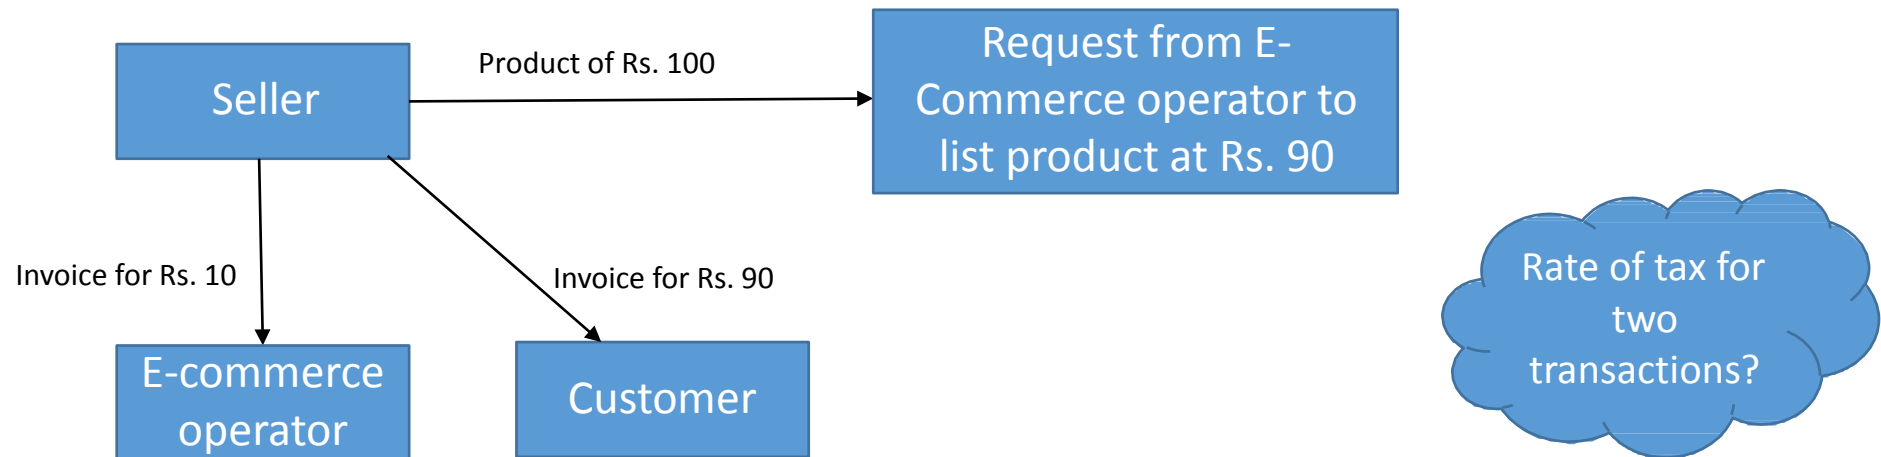 Seller
Product of Rs. 100
Request from E-
Commerce operator to
list product at Rs. 90
Invoice for Rs. 10
Invoice for Rs. 90
E-commerce
operator
Customer
Rate of tax for
two
transactions?